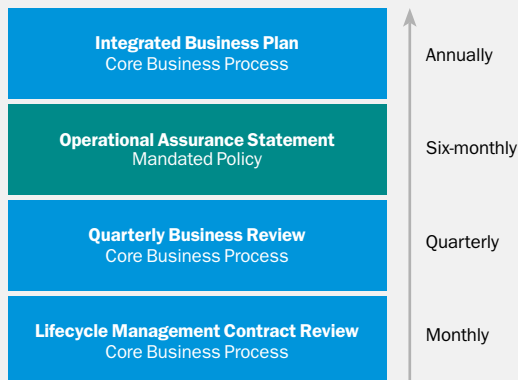 Integrated Business Plan
Core Business Process
Annually
Operational Assurance Statement
Mandated Policy
Six-monthly
Quarterly Business Review
Core Business Process
Quarterly
Lifecycle Management Contract Review
Core Business Process
Monthly